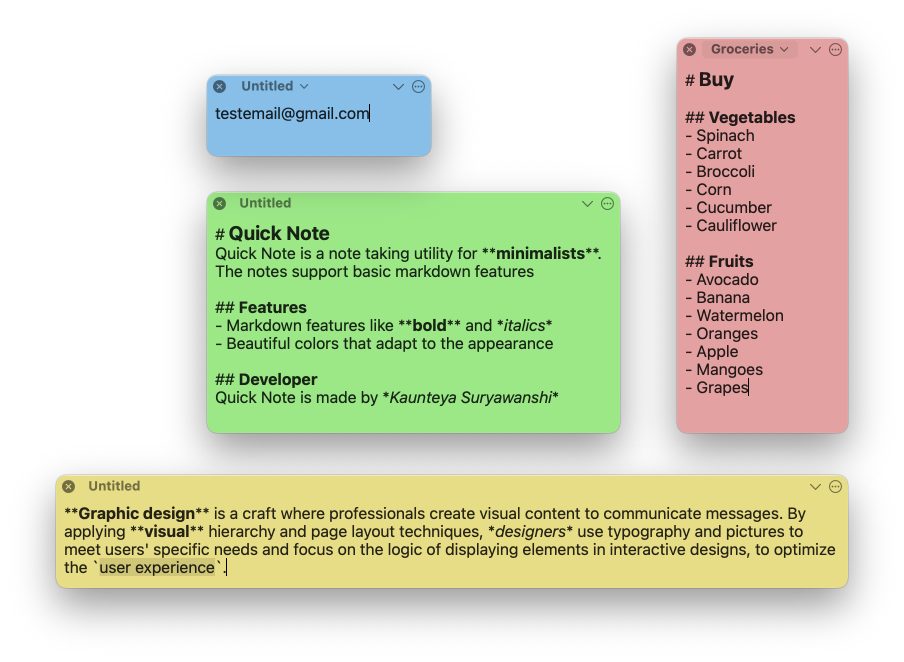 Untitled
testemail@gmail.com
Groceries
# Buy
## Vegetables
- Spinach
- Carrot
- Broccoli
- Corn
- Cucumber
- Cauliflower
## Fruits
- Avocado
- Banana
- Watermelon
- Oranges
- Apple
- Mangoes
- Grapes
Untitled
# Quick Note
Quick Note is a note taking utility for **minimalists**.
The notes support basic markdown features
## Features
- Markdown features like **bold** and *italics*
- Beautiful colors that adapt to the appearance
## Developer
Quick Note is made by *Kaunteya Suryawanshi*
Untitled
**Graphic design** is a craft where professionals create visual content to communicate messages. By
applying **visual** hierarchy and page layout techniques, *designers* use typography and pictures to
meet users' specific needs and focus on the logic of displaying elements in interactive designs, to optimize
the `user experience`.